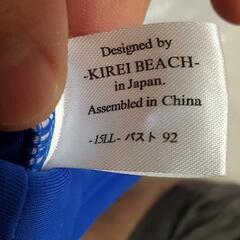 Designed by
-KIREI BEACH-
in Japan.
Assembled in China
-15LL- バスト 92